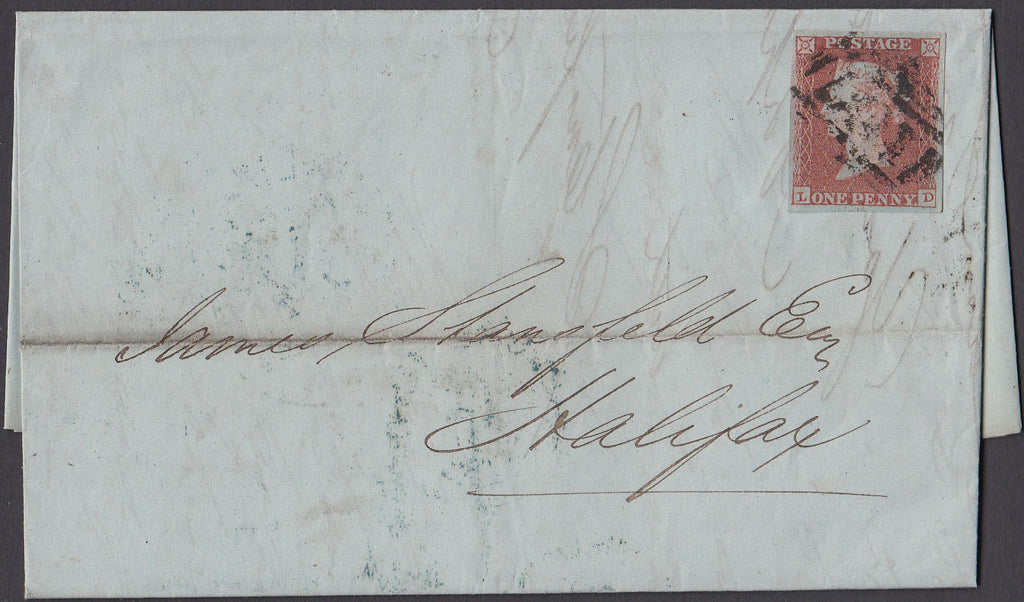 POSTAGE
L ONE PENNY D
James Stansfeld Esq
Halifax